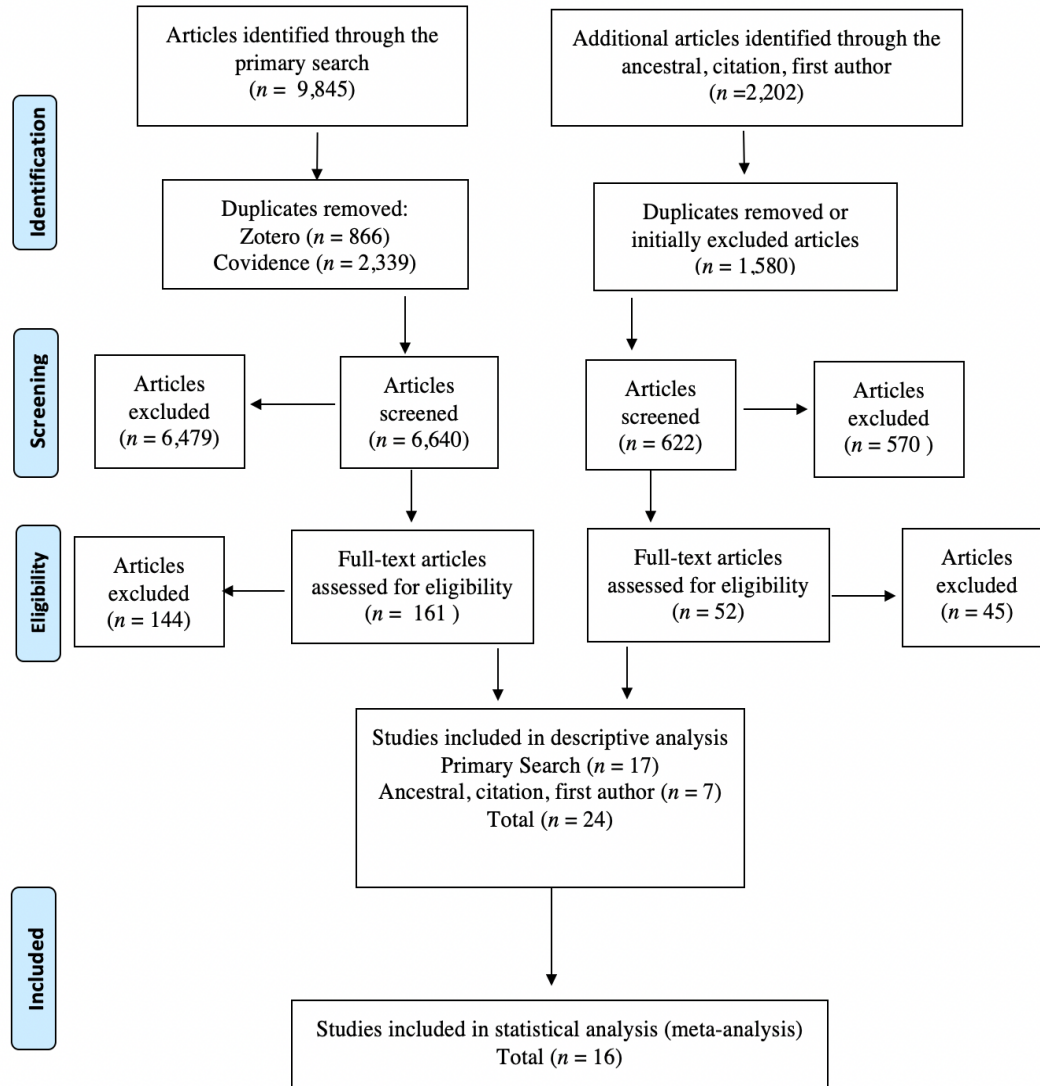 Articles identified through the
primary search
(n = 9,845)
Additional articles identified through the
ancestral, citation, first author
(n =2,202)
Identification
Duplicates removed:
Zotero (n = 866)
Covidence (n = 2,339)
Duplicates removed or
initially excluded articles
(n = 1,580)
Screening
Articles
excluded
(n = 6,479)
Articles
screened
(n = 6,640)
Articles
screened
(n = 622)
Articles
excluded
(n = 570 )
Eligibility
Articles
excluded
(n = 144)
Full-text articles
assessed for eligibility
(n = 161 )
Full-text articles
assessed for eligibility
(n = 52)
Articles
excluded
(n = 45)
Studies included in descriptive analysis
Primary Search (n = 17)
Ancestral, citation, first author (n = 7)
Total (n = 24)
Included
Studies included in statistical analysis (meta-analysis)
Total (n = 16)